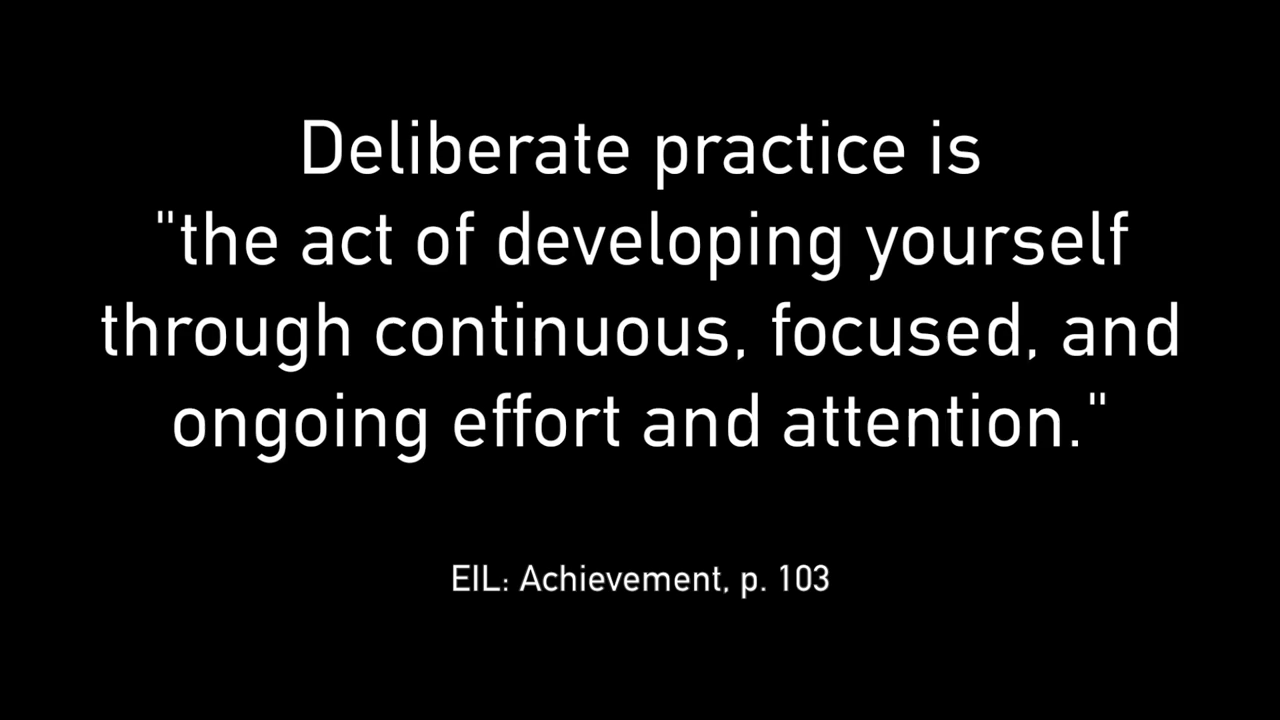 Deliberate practice is
"the act of developing yourself
through continuous, focused, and
ongoing effort and attention."
EIL: Achievement, p. 103